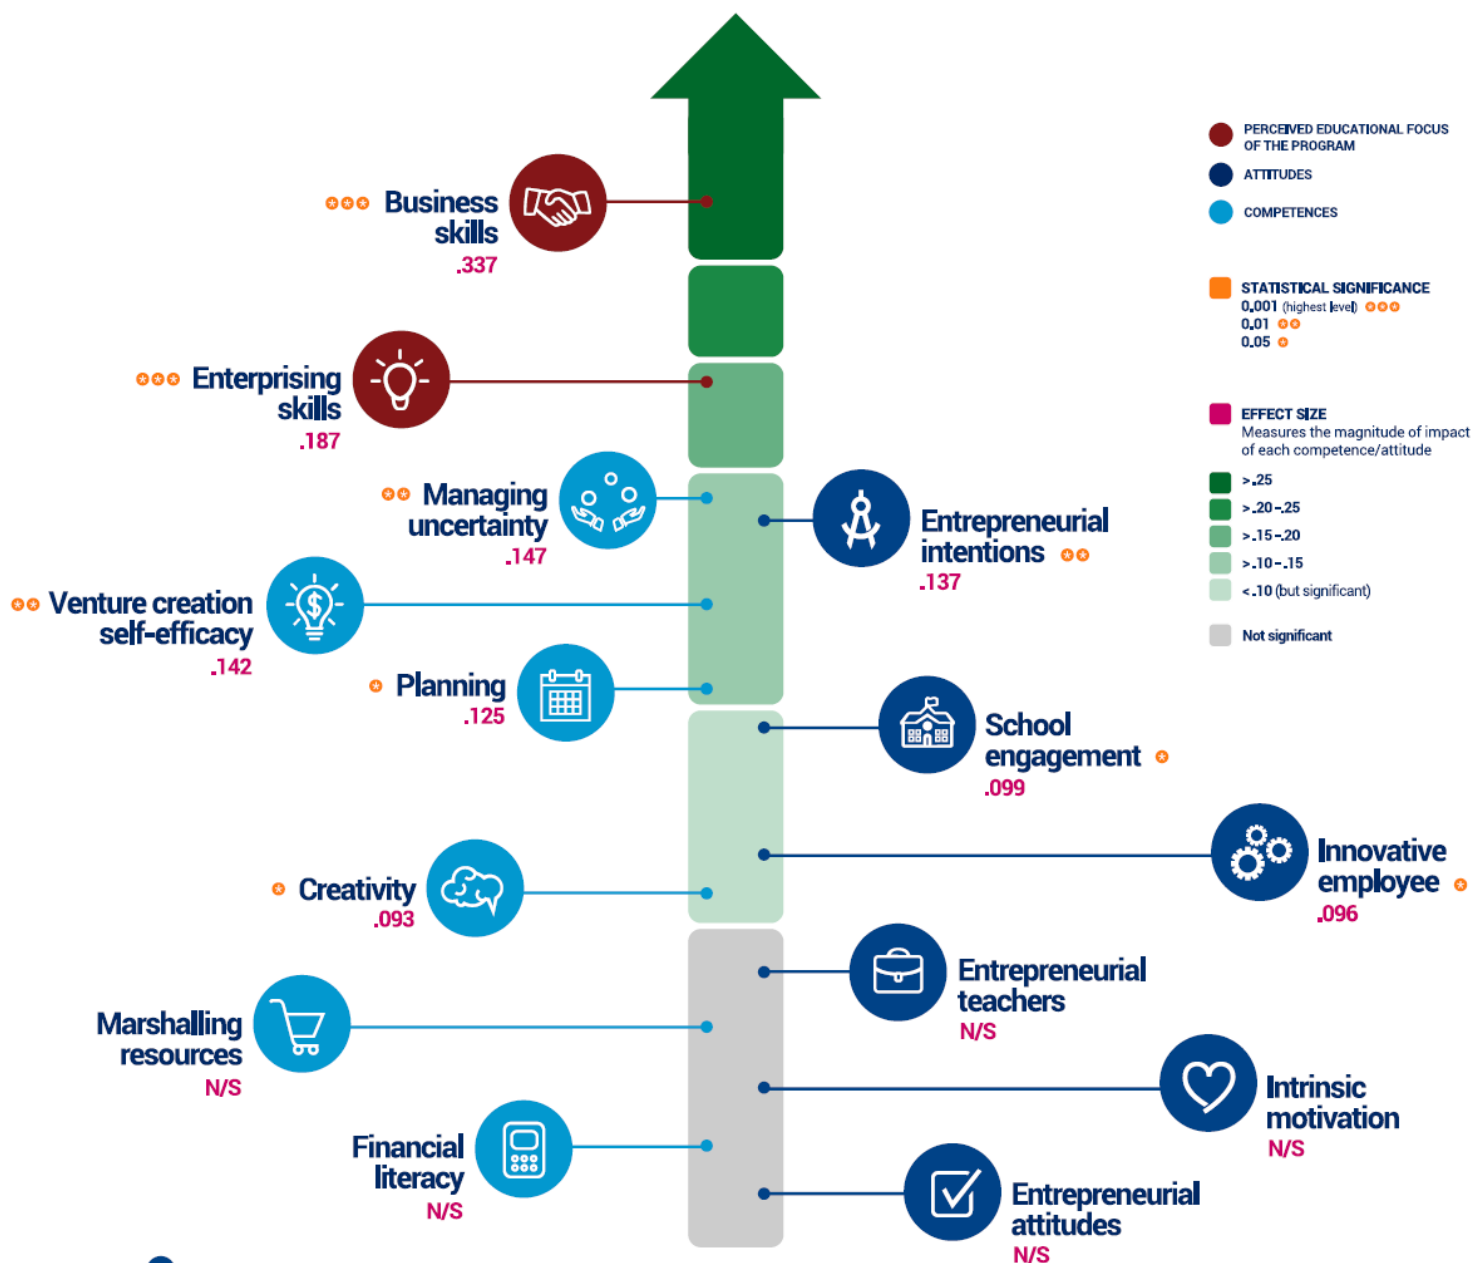 Business
skills
.337
Enterprising
skills
.187
Managing
uncertainty
.147
Entrepreneurial
intentions
.137
Venture creation
self-efficacy
.142
$
Planning
.125
School
engagement
.099
Innovative
employee
.096
Creativity
.093
Entrepreneurial
teachers
N/S
Marshalling
resources
N/S
Intrinsic
motivation
N/S
Financial
literacy
N/S
Entrepreneurial
attitudes
N/S
PERCEIVED EDUCATIONAL FOCUS
OF THE PROGRAM
ATTITUDES
COMPETENCES
STATISTICAL SIGNIFICANCE
0.001 (highest level)
0.01
0.05
EFFECT SIZE
Measures the magnitude of impact
of each competence/attitude
>.25
>.20-.25
>.15-.20
>.10-.15
<.10 (but significant)
Not significant